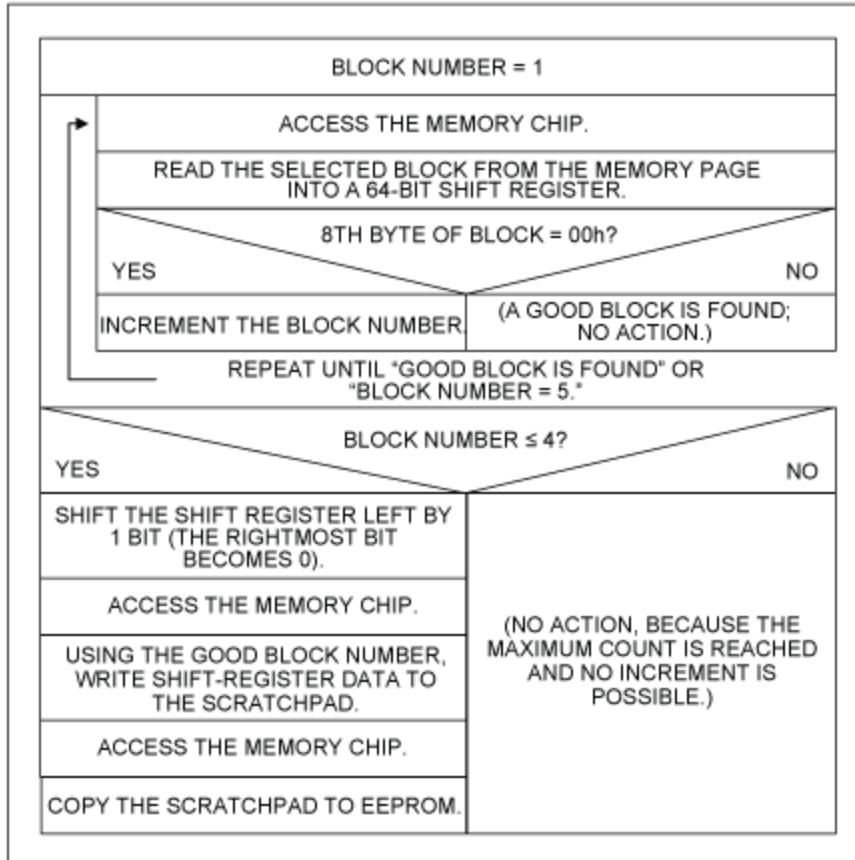 BLOCK NUMBER = 1
ACCESS THE MEMORY CHIP.
READ THE SELECTED BLOCK FROM THE MEMORY PAGE
INTO A 64-BIT SHIFT REGISTER.
8TH BYTE OF BLOCK = 00h?
YES
NO
INCREMENT THE BLOCK NUMBER.
(A GOOD BLOCK IS FOUND;
NO ACTION.)
REPEAT UNTIL “GOOD BLOCK IS FOUND” OR
“BLOCK NUMBER = 5.”
BLOCK NUMBER ≤ 4?
YES
NO
SHIFT THE SHIFT REGISTER LEFT BY
1 BIT (THE RIGHTMOST BIT
BECOMES 0).
ACCESS THE MEMORY CHIP.
USING THE GOOD BLOCK NUMBER,
WRITE SHIFT-REGISTER DATA TO
THE SCRATCHPAD.
ACCESS THE MEMORY CHIP.
COPY THE SCRATCHPAD TO EEPROM.
(NO ACTION, BECAUSE THE
MAXIMUM COUNT IS REACHED
AND NO INCREMENT IS
POSSIBLE.)